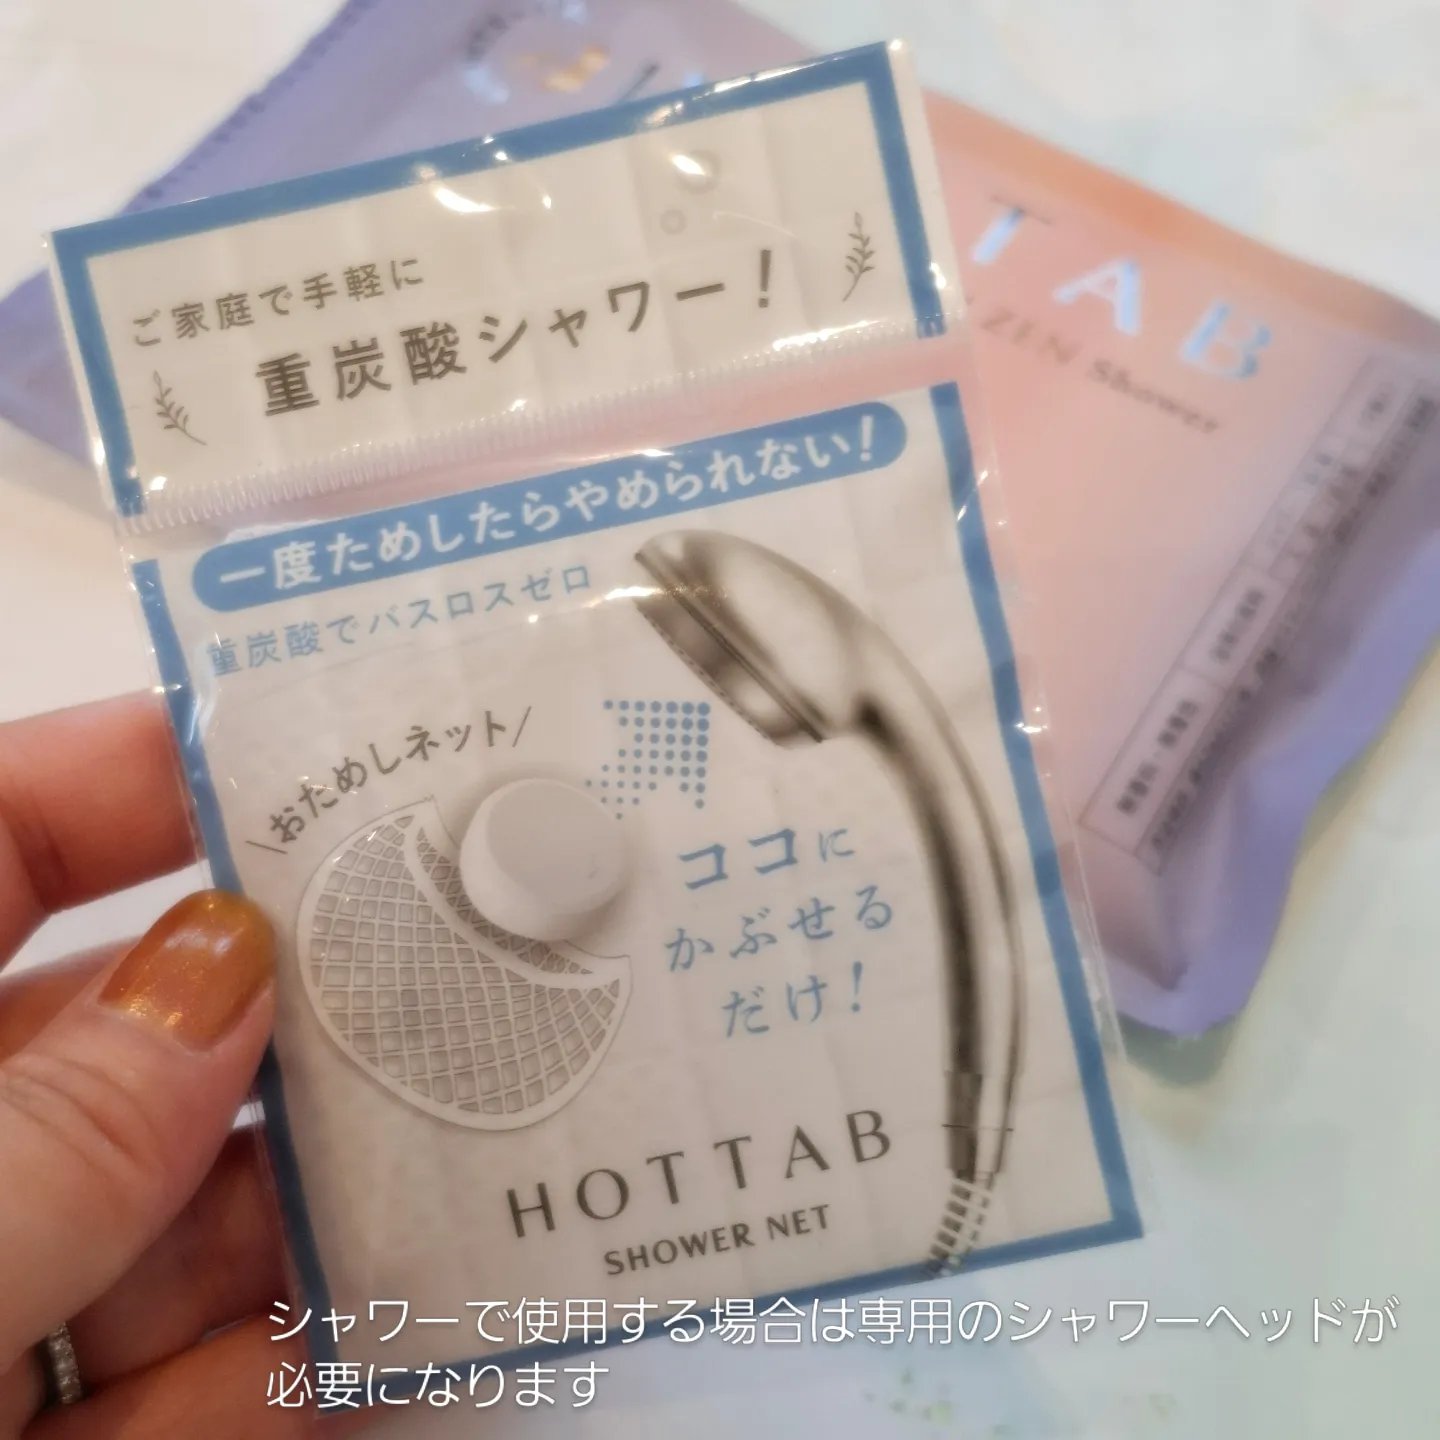 ご家庭で手軽に
重炭酸シャワー!
一度ためしたらやめられない!
重炭酸でバスロスゼロ
\おためしネット/
ココに
かぶせる
だけ!
HOTTAB
SHOWER NET
TAB
ZEN Shower
シャワーで使用する場合は専用のシャワーヘッドが
必要になります